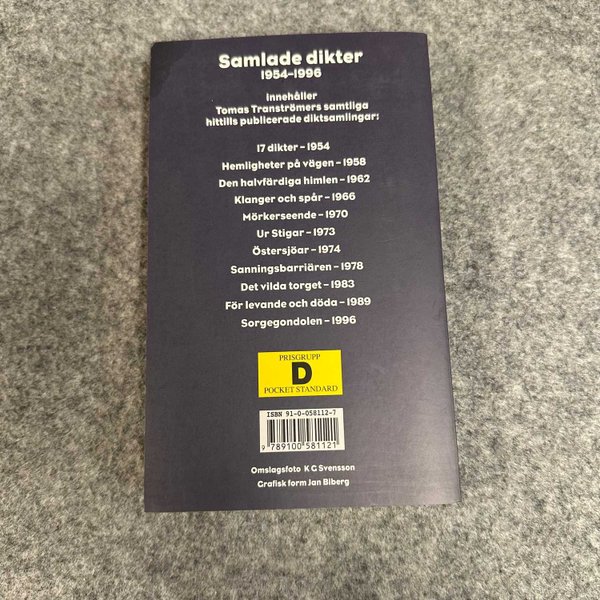 Samlade dikter
1954–1996
innehåller
Tomas Tranströmers samtliga
hittills publicerade diktsamlingar:
17 dikter – 1954
Hemligheter på vägen – 1958
Den halvfärdiga himlen – 1962
Klanger och spår – 1966
Mörkerseende – 1970
Ur Stigar – 1973
Östersjöar – 1974
Sanningsbarriären – 1978
Det vilda torget – 1983
För levande och döda – 1989
Sorgegondolen – 1996
PRISGRUPP
D
POCKET STANDARD
ISBN 91-0-058112-7
9 789100 581121
Omslagsfoto K G Svensson
Grafisk form Jan Biberg